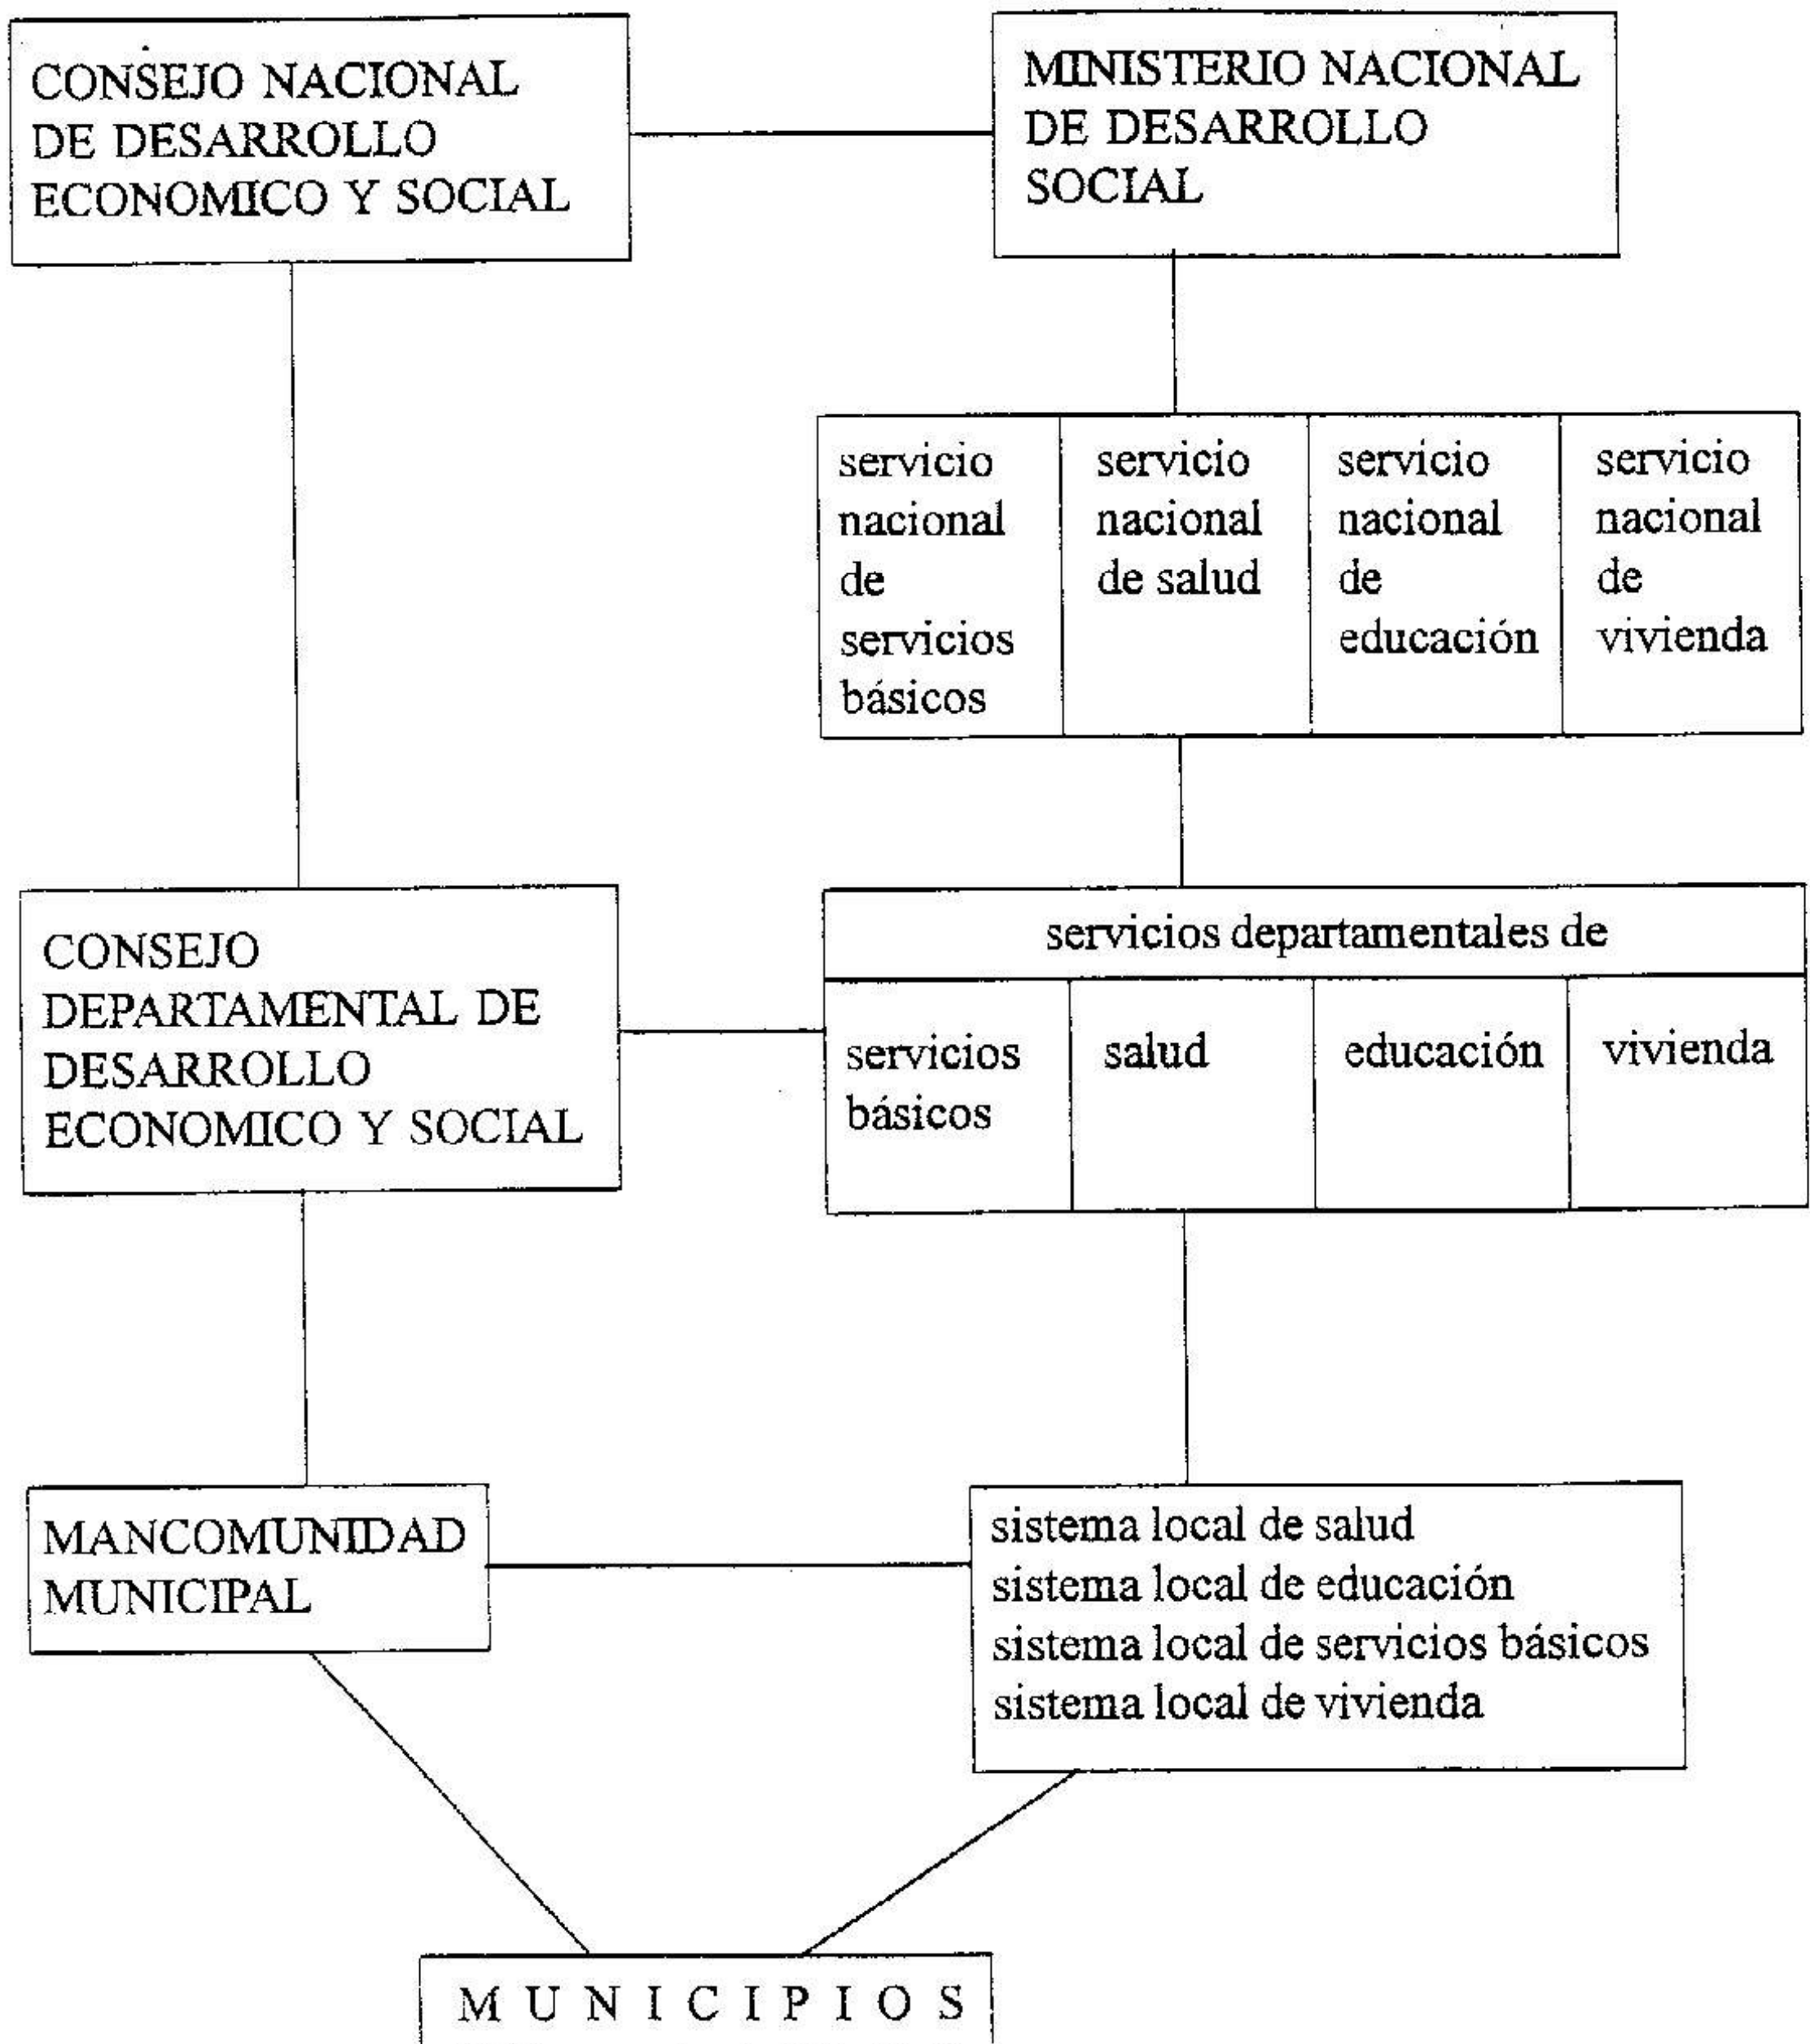 CONSEJO NACIONAL
DE DESARROLLO
ECONOMICO Y SOCIAL
MINISTERIO NACIONAL
DE DESARROLLO
SOCIAL
servicio
nacional
de
servicios
básicos
servicio
nacional
de salud
servicio
nacional
de
educación
servicio
nacional
de
vivienda
CONSEJO
DEPARTAMENTAL DE
DESARROLLO
ECONOMICO Y SOCIAL
servicios departamentales de
servicios
básicos
salud
educación
vivienda
MANCOMUNIDAD
MUNICIPAL
sistema local de salud
sistema local de educación
sistema local de servicios básicos
sistema local de vivienda
M U N I C I P I O S